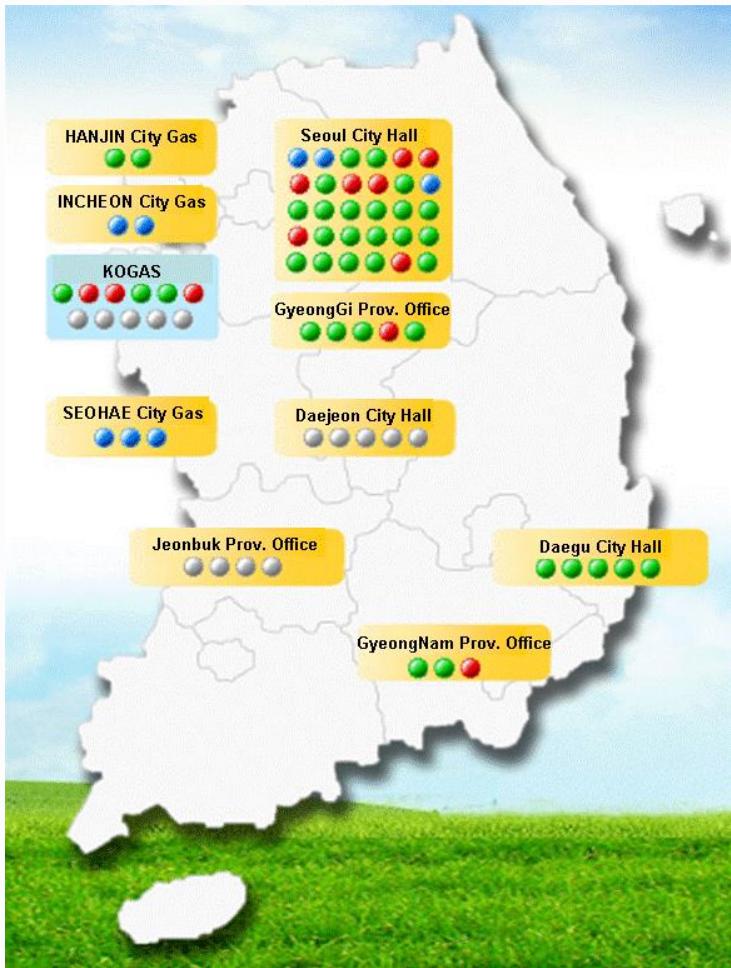 HANJIN City Gas
Seoul City Hall
INCHEON City Gas
KOGAS
GyeongGi Prov. Office
SEOHAE City Gas
Daejeon City Hall
Jeonbuk Prov. Office
Daegu City Hall
GyeongNam Prov. Office